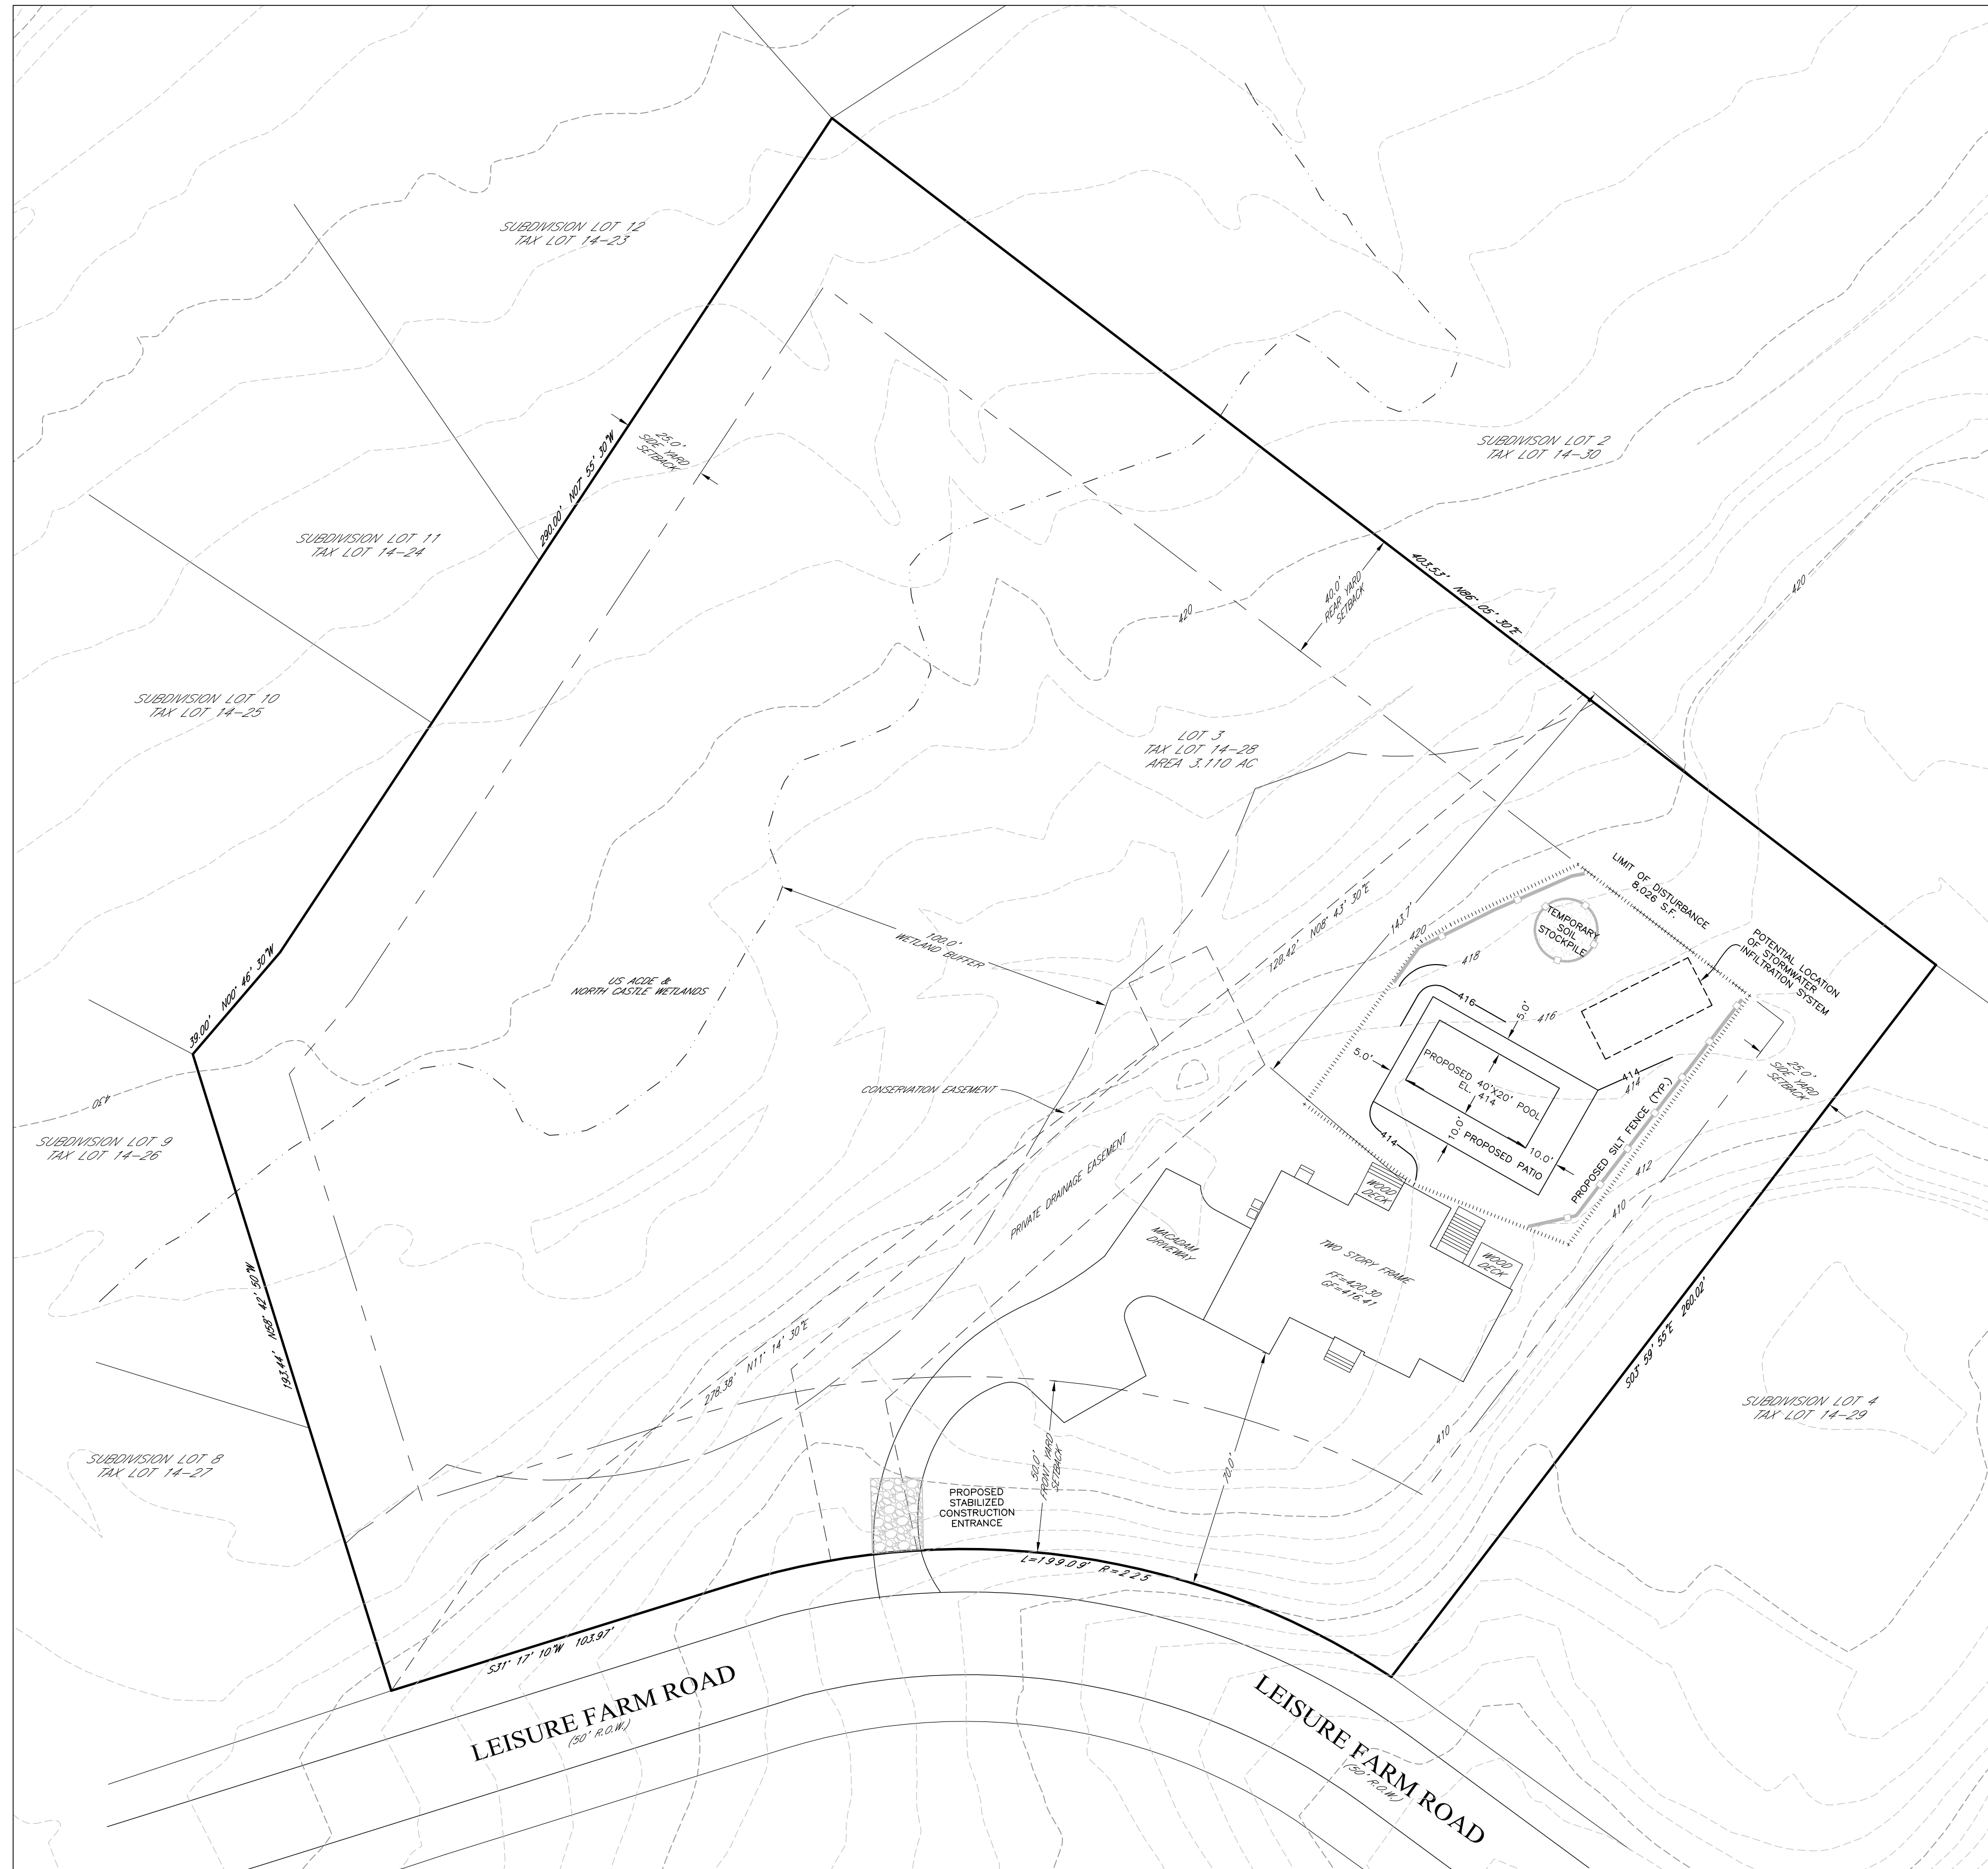 SUBDIVISION LOT 12
TAX LOT 14-23
25.0'
SIDE YARD
SETBACK
290.00' N07° 55' 30"W
SUBDIVISON LOT 2
TAX LOT 14-30
SUBDIVISION LOT 11
TAX LOT 14-24
40.0'
REAR YARD
SETBACK
403.53' N86° 05' 30"E
420
420
SUBDIVISION LOT 10
TAX LOT 14-25
LOT 3
TAX LOT 14-28
AREA 3.110 AC
LIMIT OF DISTURBANCE
8,026 S.F.
TEMPORARY
SOIL
STOCKPILE
POTENTIAL LOCATION
OF STORMWATER
INFILTRATION SYSTEM
128.42' N08° 43' 30"E
143.7'
420
418
416
416
5.0'
5.0'
100.0'
WETLAND BUFFER
39.00' N00° 46' 30"W
US ACOE &
NORTH CASTLE WETLANDS
PROPOSED 40'X20' POOL
EL. 414
414
414
25.0'
SIDE YARD
SETBACK
CONSERVATION EASEMENT
430
SUBDIVISION LOT 9
TAX LOT 14-26
414
10.0'
PROPOSED PATIO
10.0'
PROPOSED SILT FENCE (TYP.)
412
410
PRIVATE DRAINAGE EASEMENT
WOOD
DECK
MACADAM
DRIVEWAY
TWO STORY FRAME
FF=420.30
GF=416.41
WOOD
DECK
193.44' N58° 42' 50"W
278.38' N11° 14' 30"E
S03° 59' 55"E 260.02'
SUBDIVISION LOT 4
TAX LOT 14-29
SUBDIVISION LOT 8
TAX LOT 14-27
410
50.0'
FRONT YARD
SETBACK
70.0'
PROPOSED
STABILIZED
CONSTRUCTION
ENTRANCE
L=199.09' R=225
S31° 17' 10"W 103.97'
LEISURE FARM ROAD
(50' R.O.W.)
LEISURE FARM ROAD
(50' R.O.W.)